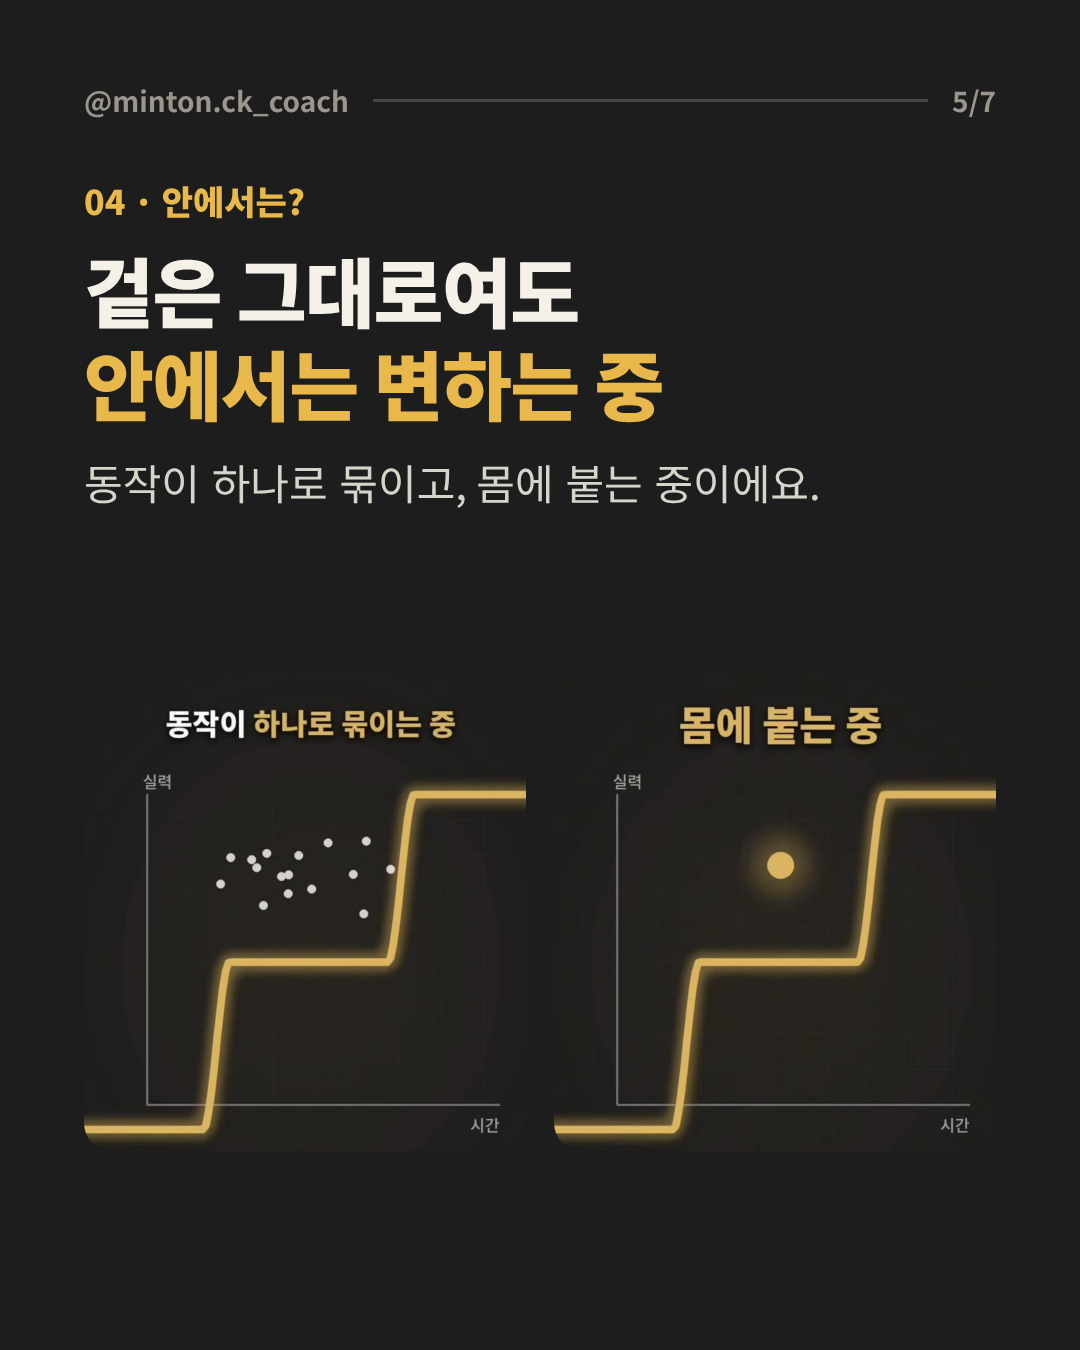 @minton.ck_coach 5/7
04 · 안에서는?
겉은 그대로여도
안에서는 변하는 중
동작이 하나로 묶이고, 몸에 붙는 중이에요.
동작이 하나로 묶이는 중
실력
시간
몸에 붙는 중
실력
시간